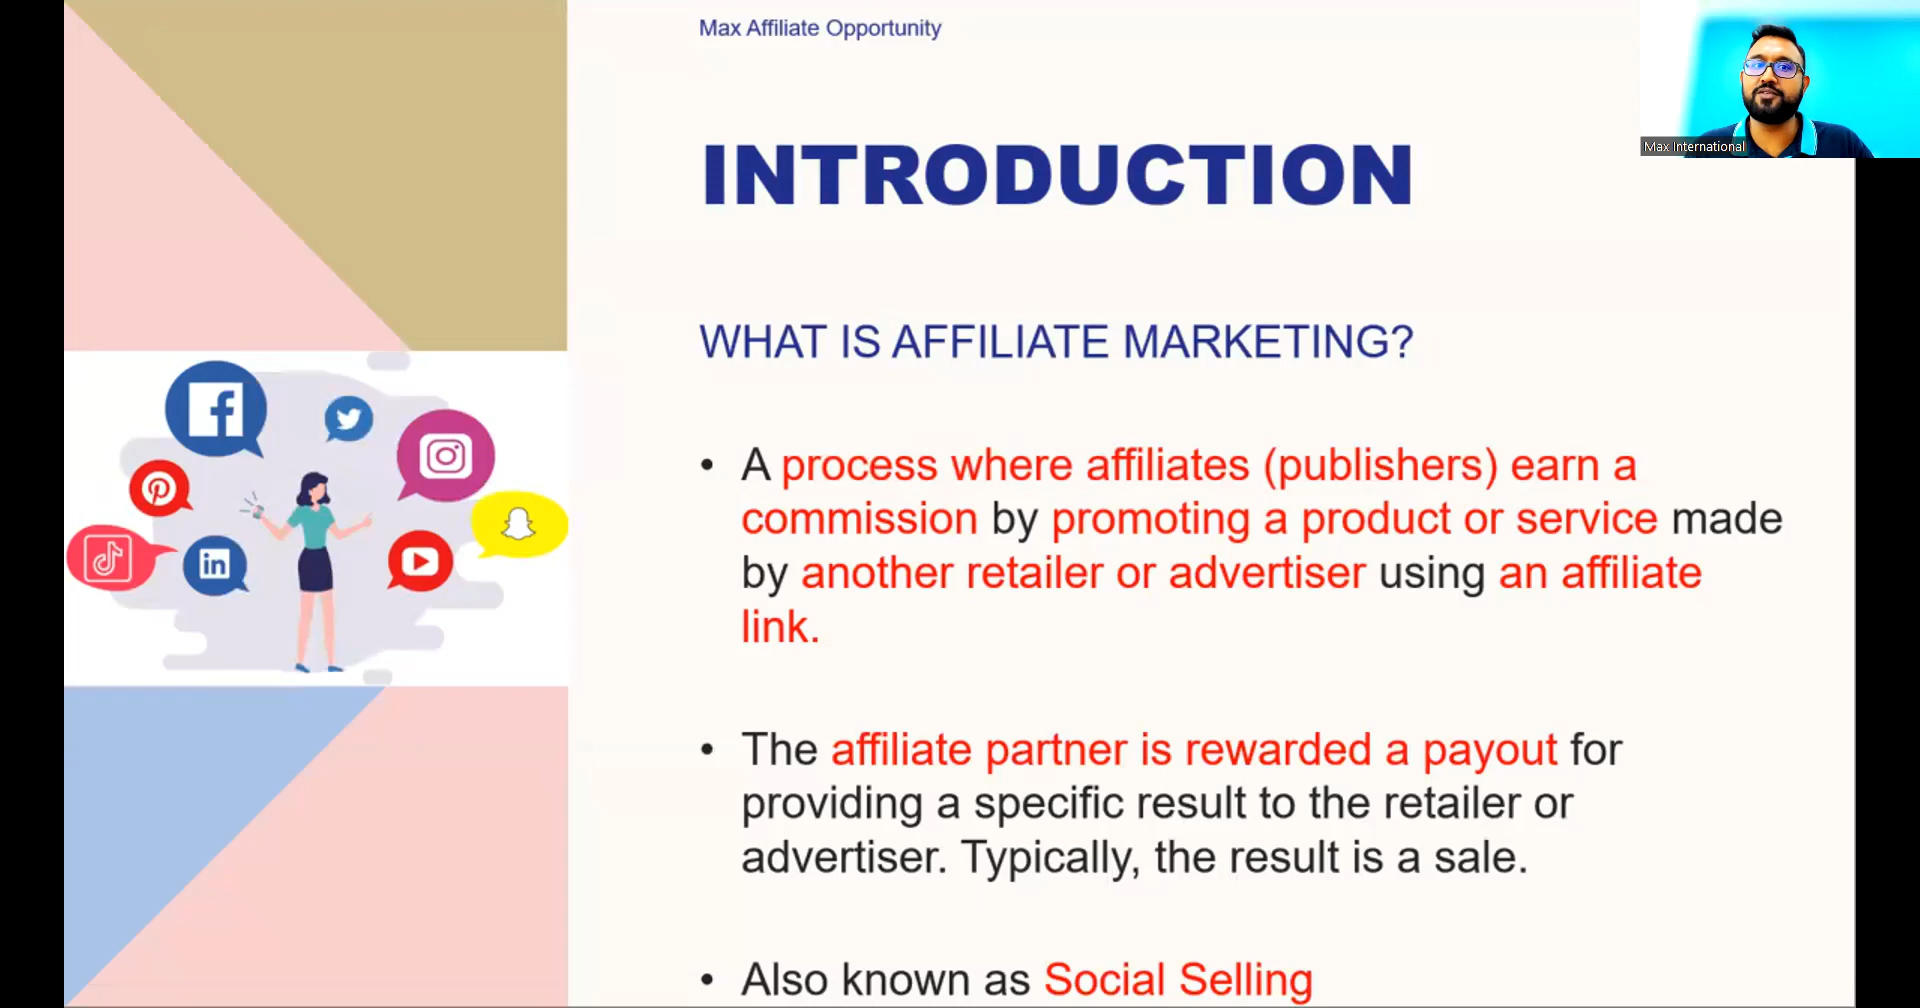 Max Affiliate Opportunity
Max International
INTRODUCTION
WHAT IS AFFILIATE MARKETING?
• A process where affiliates (publishers) earn a
commission by promoting a product or service made
by another retailer or advertiser using an affiliate
link.
• The affiliate partner is rewarded a payout for
providing a specific result to the retailer or
advertiser. Typically, the result is a sale.
• Also known as Social Selling
in